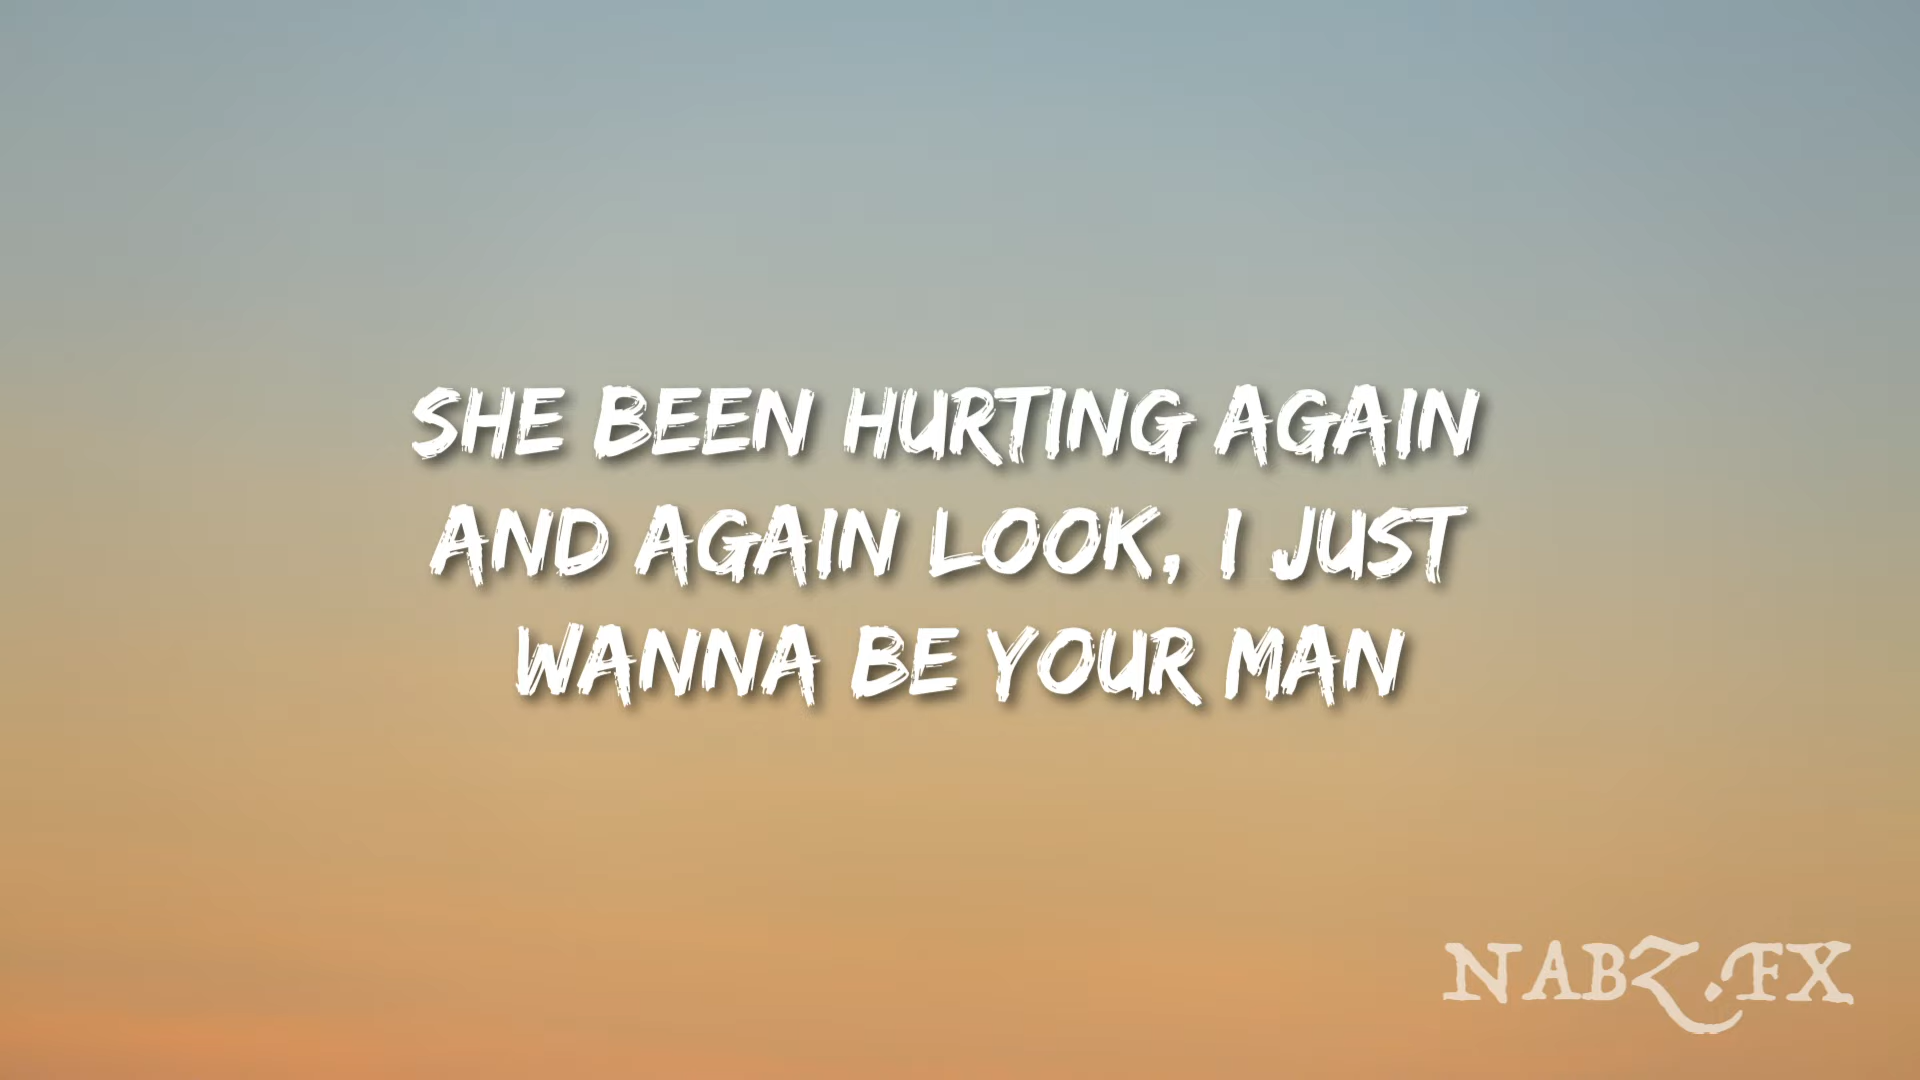 SHE BEEN HURTING AGAIN
AND AGAIN LOOK, I JUST
WANNA BE YOUR MAN
NABZ.FX